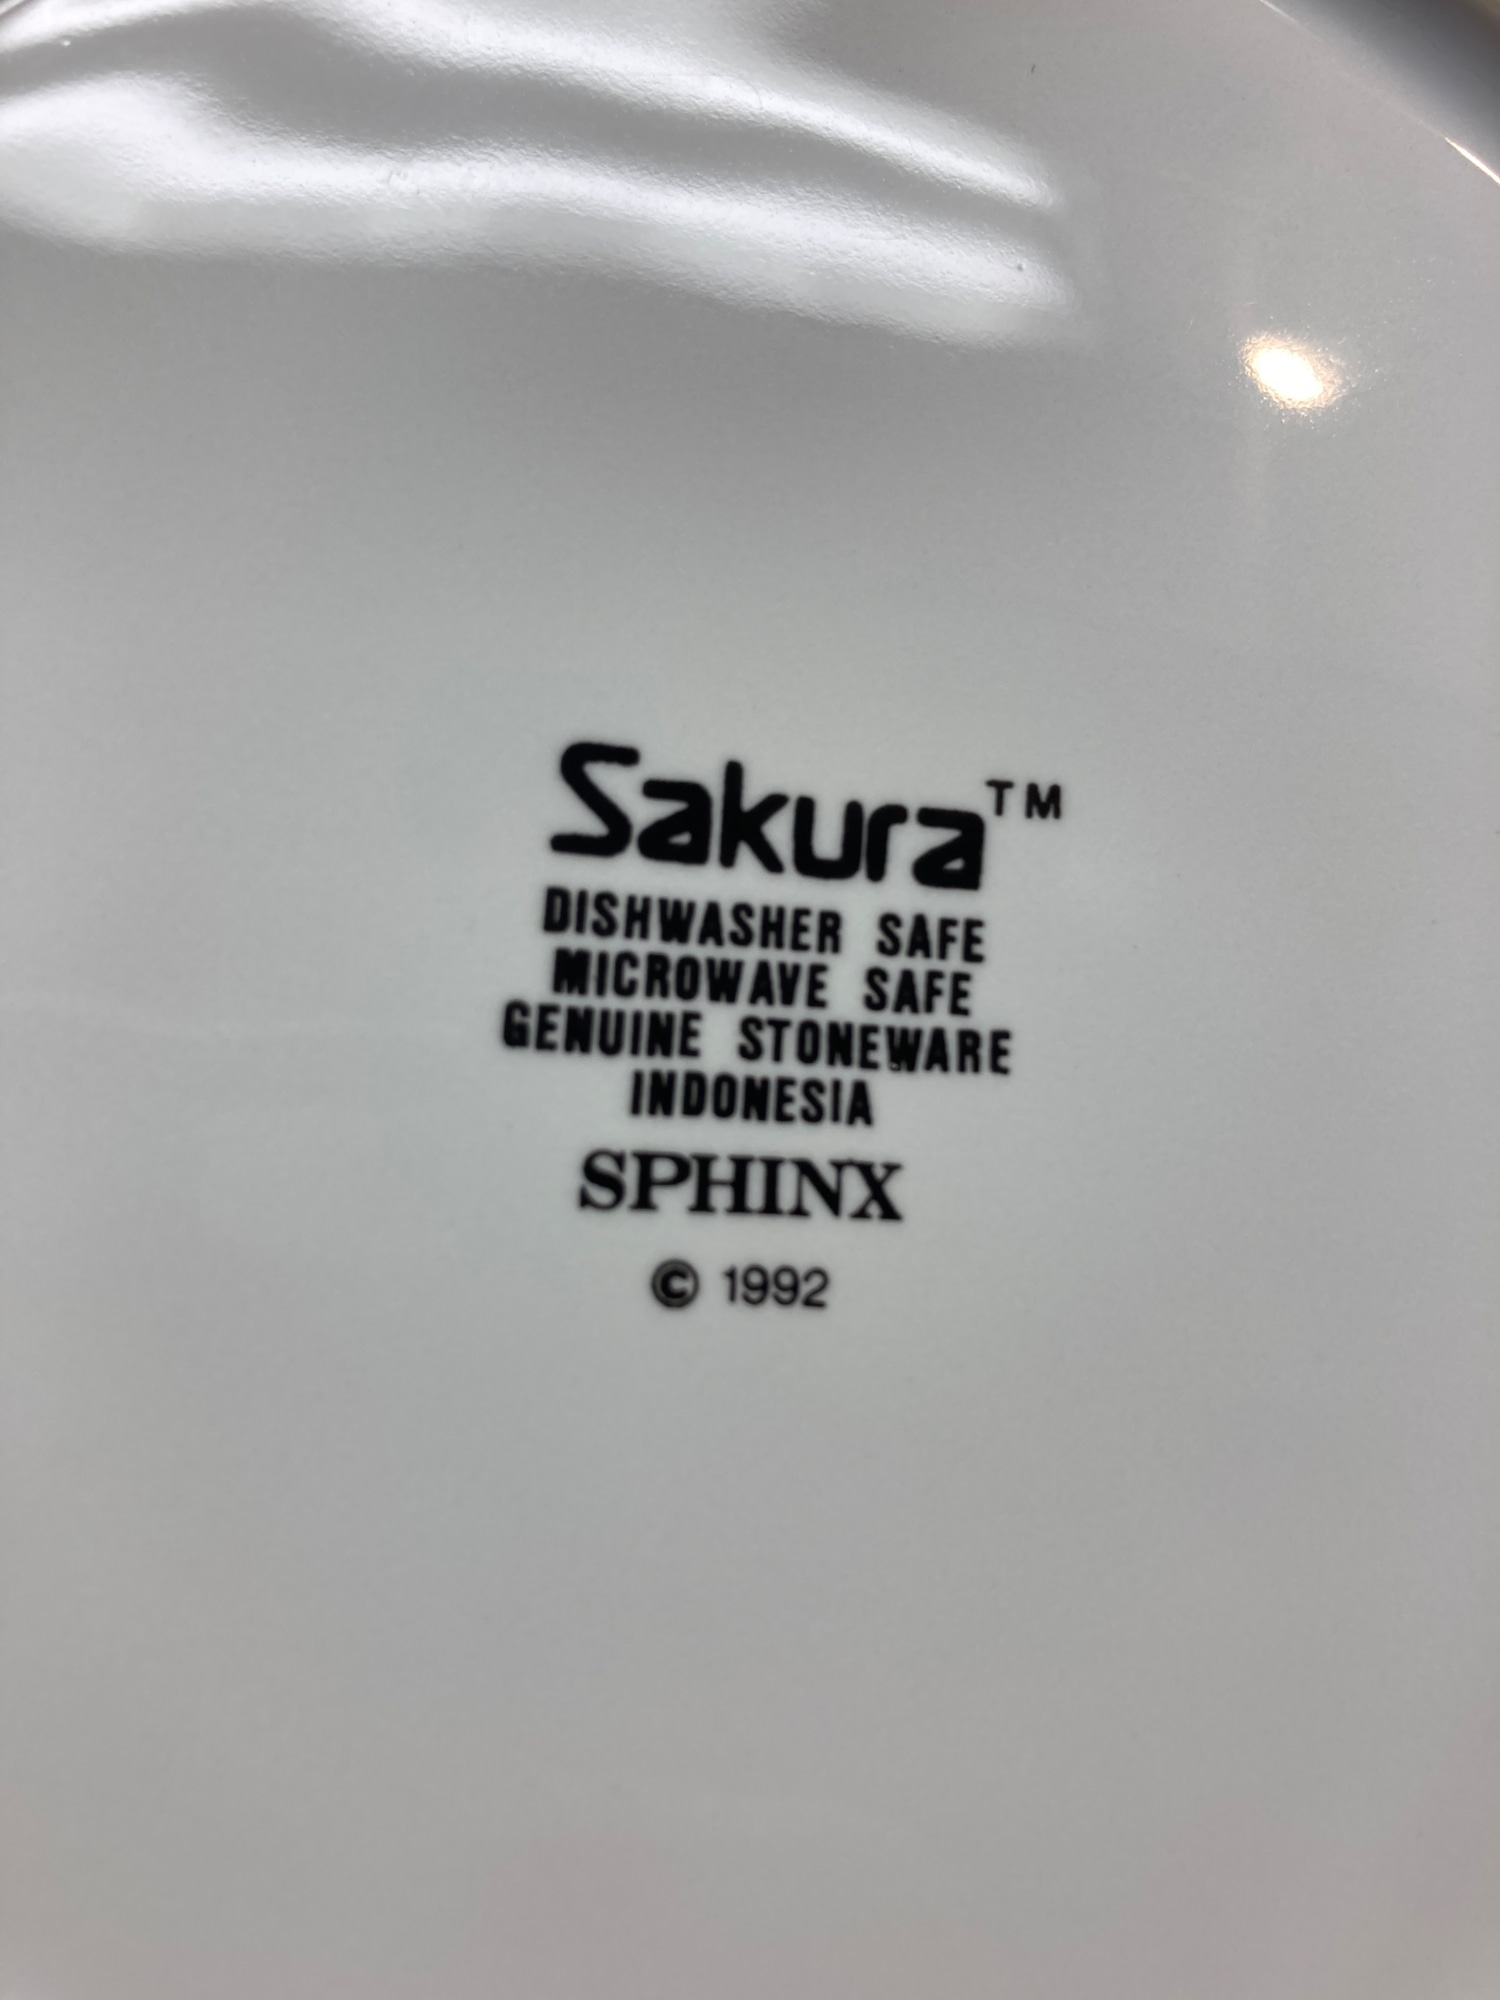 Sakura™
DISHWASHER SAFE
MICROWAVE SAFE
GENUINE STONEWARE
INDONESIA
SPHINX
© 1992